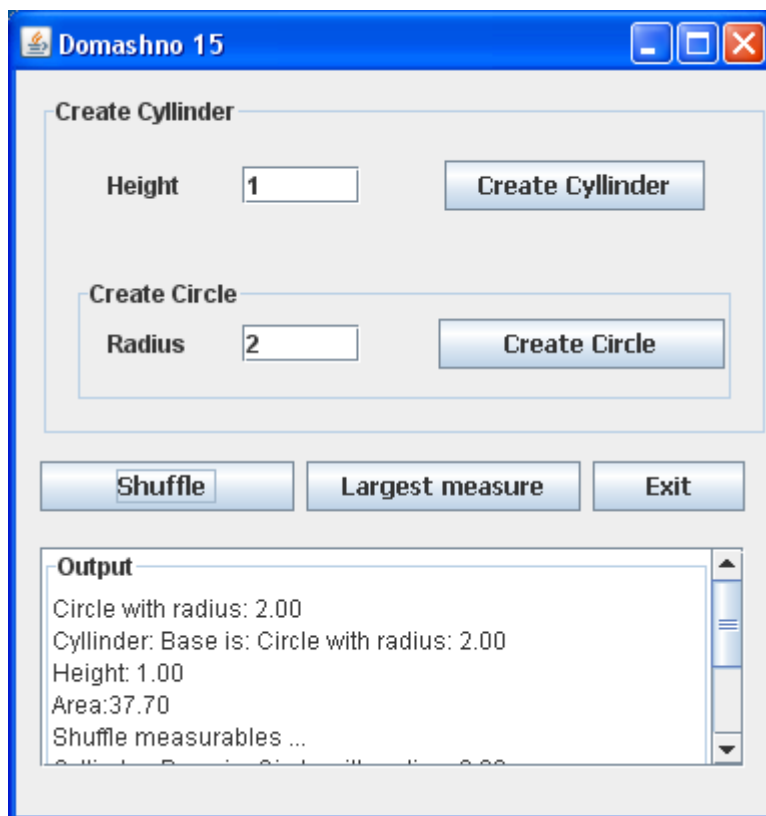 Domashno 15
Create Cyllinder
Height 1 Create Cyllinder
Create Circle
Radius 2 Create Circle
Shuffle Largest measure Exit
Output
Circle with radius: 2.00
Cyllinder: Base is: Circle with radius: 2.00
Height: 1.00
Area:37.70
Shuffle measurables ...